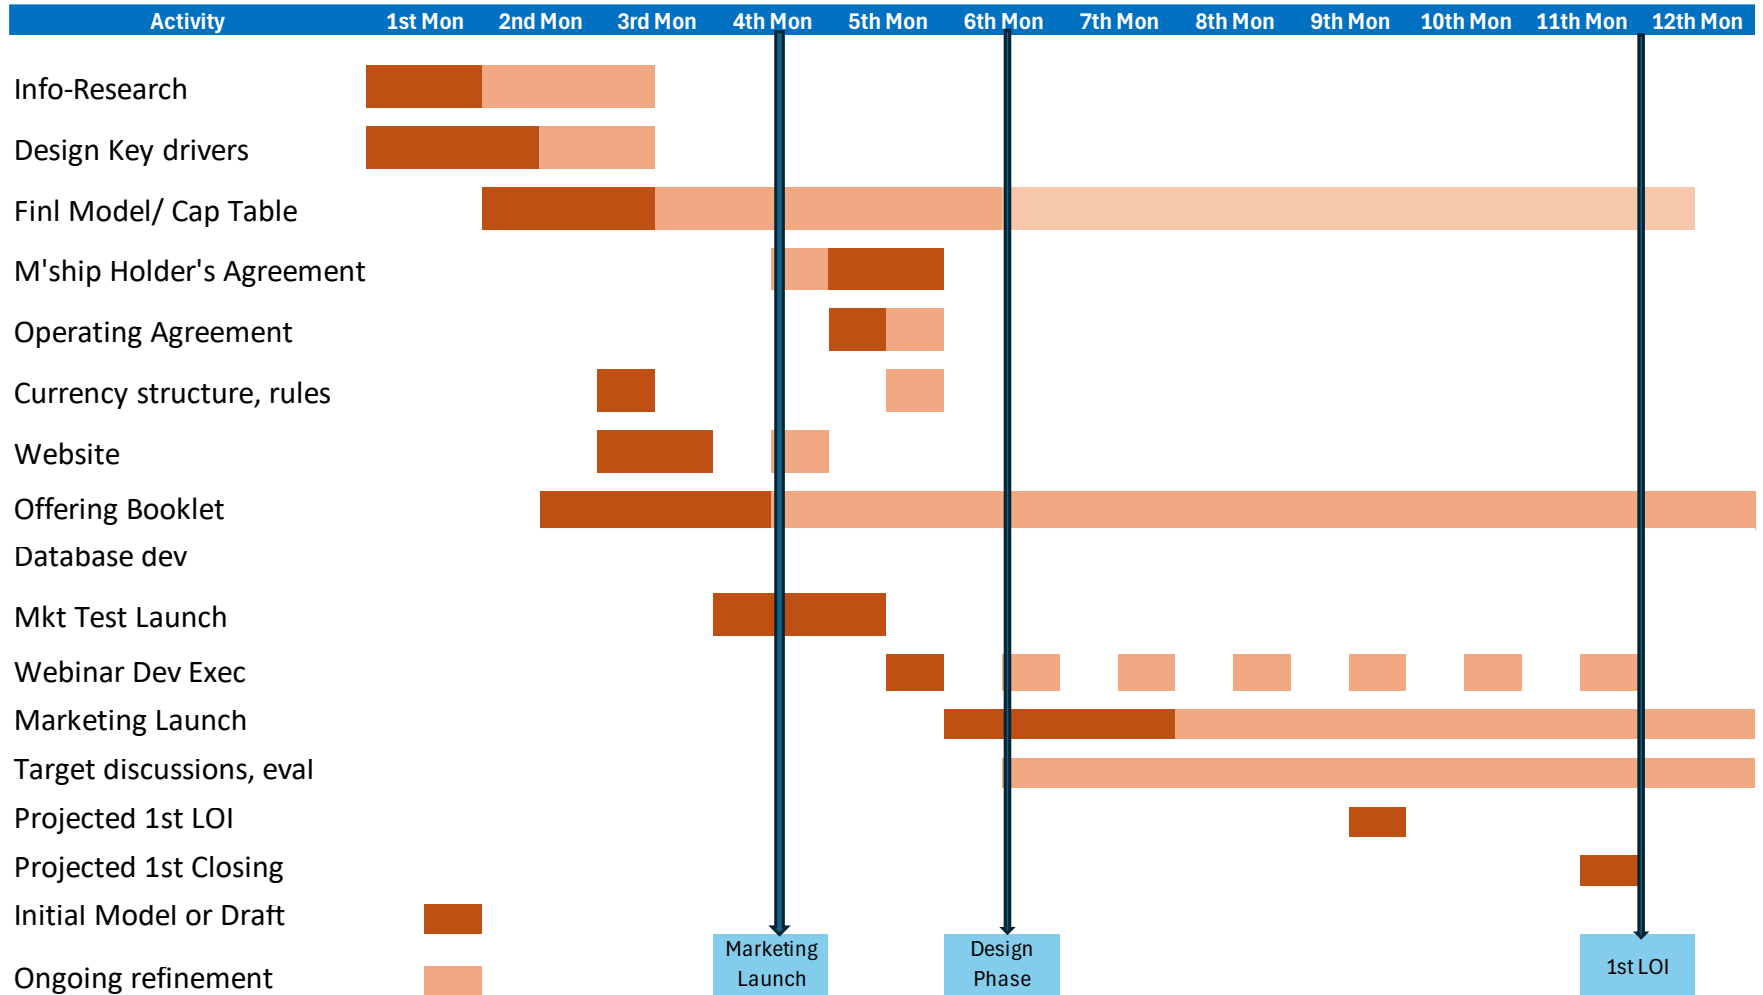 Activity 1st Mon 2nd Mon 3rd Mon 4th Mon 5th Mon 6th Mon 7th Mon 8th Mon 9th Mon 10th Mon 11th Mon 12th Mon
Info-Research
Design Key drivers
Finl Model/ Cap Table
M'ship Holder's Agreement
Operating Agreement
Currency structure, rules
Website
Offering Booklet
Database dev
Mkt Test Launch
Webinar Dev Exec
Marketing Launch
Target discussions, eval
Projected 1st LOI
Projected 1st Closing
Initial Model or Draft
Ongoing refinement
Marketing
Launch
Design
Phase
1st LOI